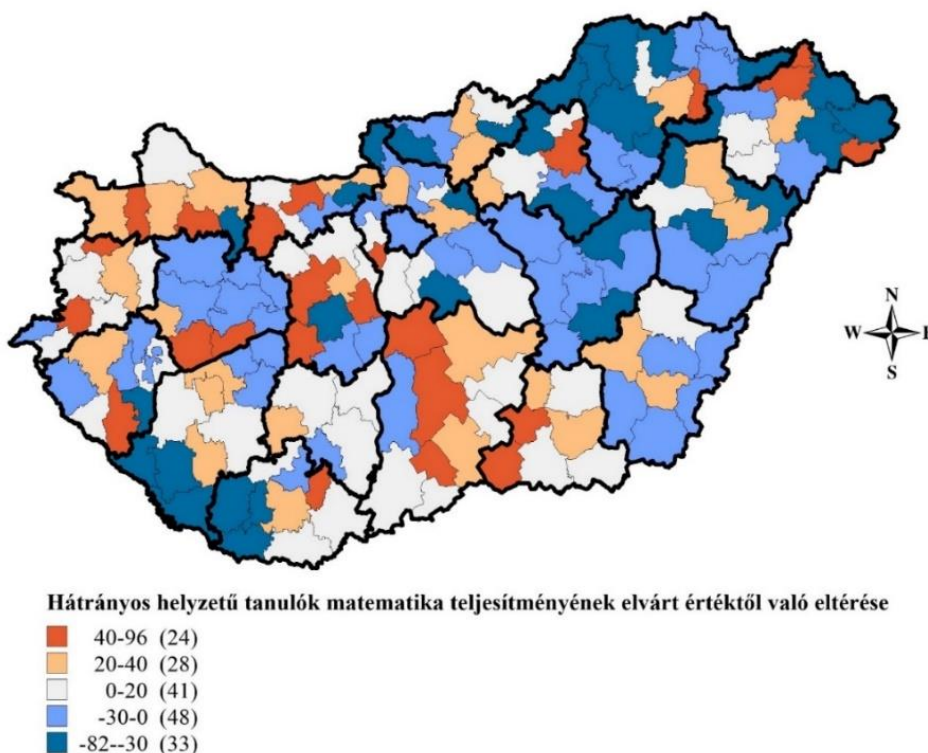 N
W E
S
Hátrányos helyzetű tanulók matematika teljesítményének elvárt értéktől való eltérése
40-96 (24)
20-40 (28)
0-20 (41)
-30-0 (48)
-82--30 (33)